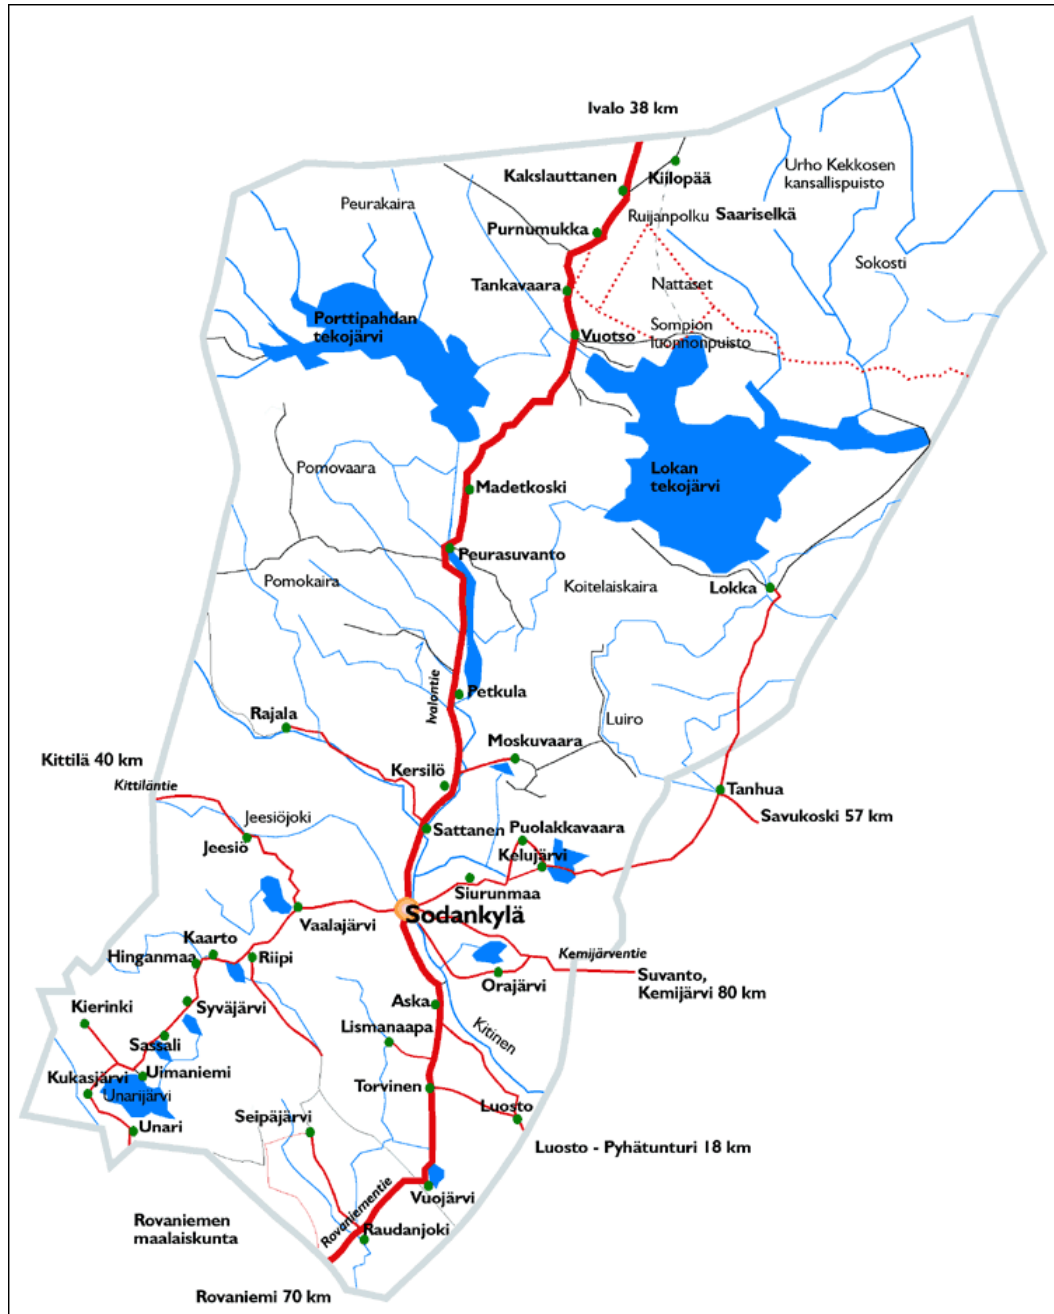 Ivalo 38 km
Kakslauttanen
Kiilopää
Urho Kekkosen
kansallispuisto
Peurakaira
Ruijanpolku
Saariselkä
Purnumukka
Sokosti
Tankavaara
Nattaset
Porttipahdan
tekojärvi
Vuotso
Sompion
luonnonpuisto
Pomovaara
Madetkoski
Lokan
tekojärvi
Peurasuvanto
Pomokaira
Koitelaiskaira
Lokka
Ivalontie
Petkula
Rajala
Luiro
Moskuvaara
Kittilä 40 km
Kittiläntie
Kersilö
Tanhua
Savukoski 57 km
Jeesiöjoki
Jeesiö
Sattanen
Puolakkavaara
Kelujärvi
Siurunmaa
Sodankylä
Vaalajärvi
Kaarto
Hinganmaa
Riipi
Kemijärventie
Orajärvi
Suvanto,
Kemijärvi 80 km
Kierinki
Syväjärvi
Aska
Lismanaapa
Kitinen
Sassali
Kukasjärvi
Uimaniemi
Unarijärvi
Torvinen
Luosto
Unari
Seipäjärvi
Luosto - Pyhätunturi 18 km
Vuojärvi
Rovaniementie
Rovaniemen
maalaiskunta
Raudanjoki
Rovaniemi 70 km